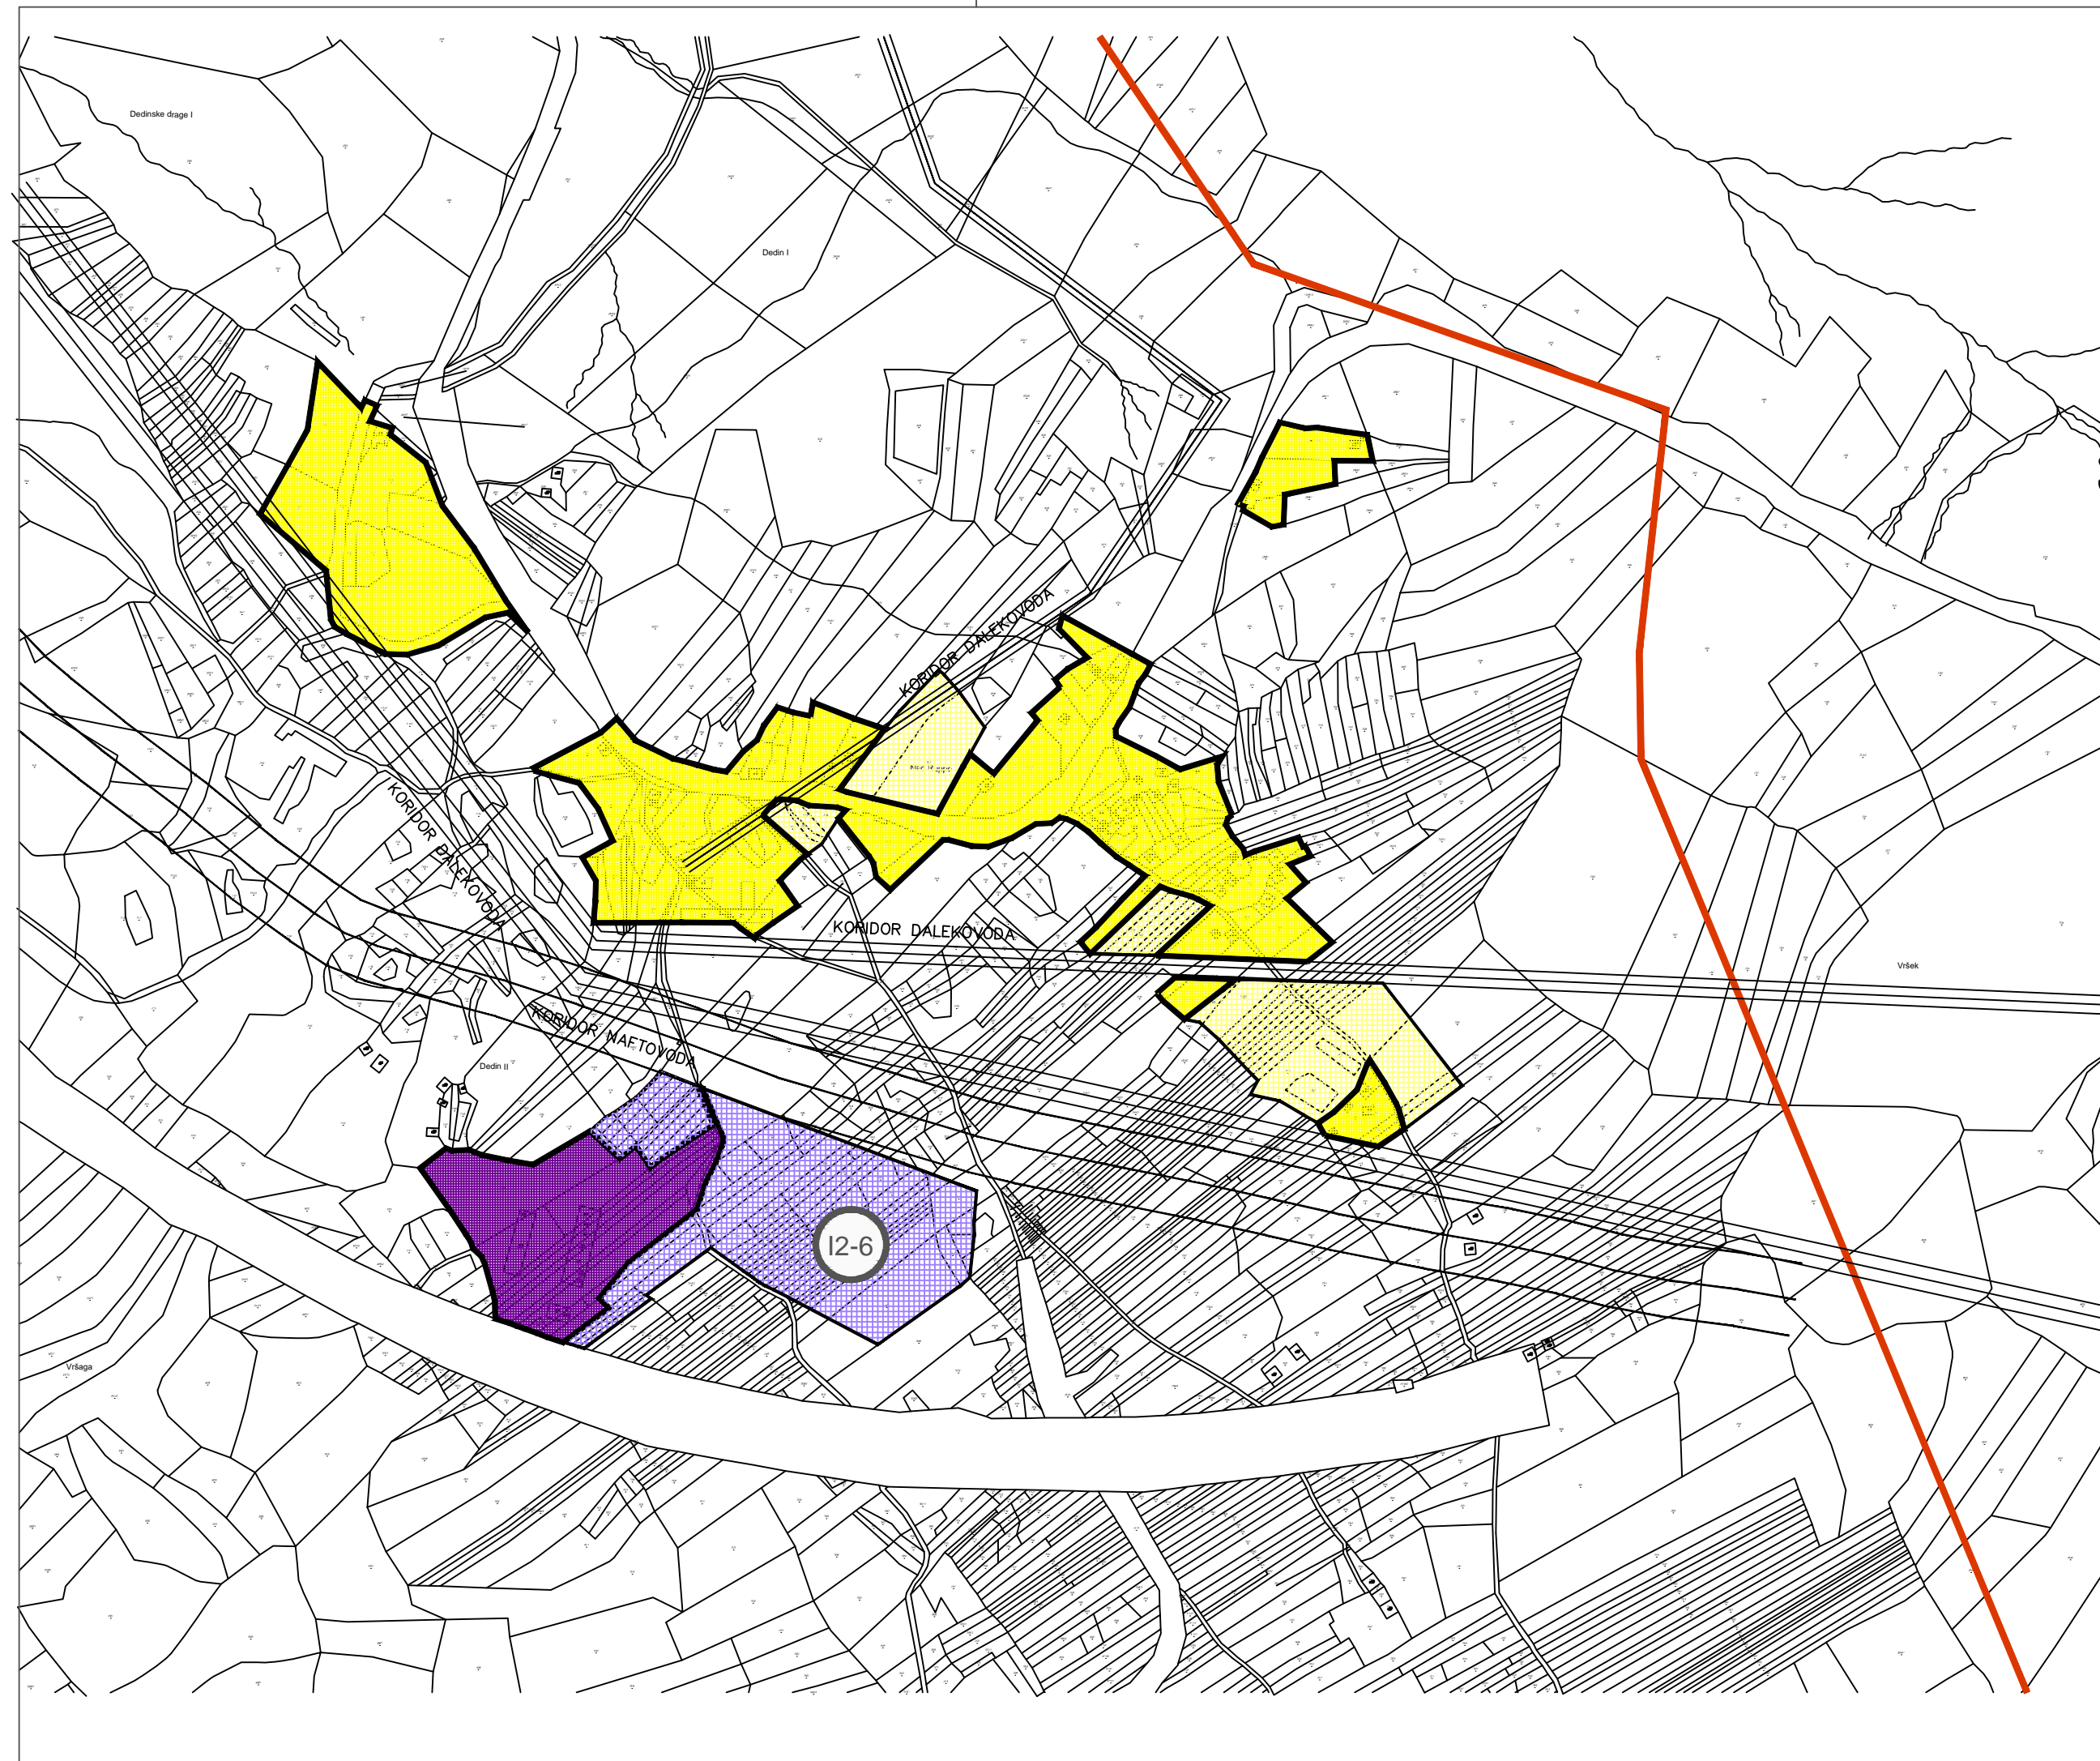 Dedinske drage I
Dedin I
KORIDOR DALEKOVODA
KORIDOR DALEKOVODA
KORIDOR DALEKOVODA
Vršek
KORIDOR NAFTOVODA
Dedin II
I2-6
Vršaga